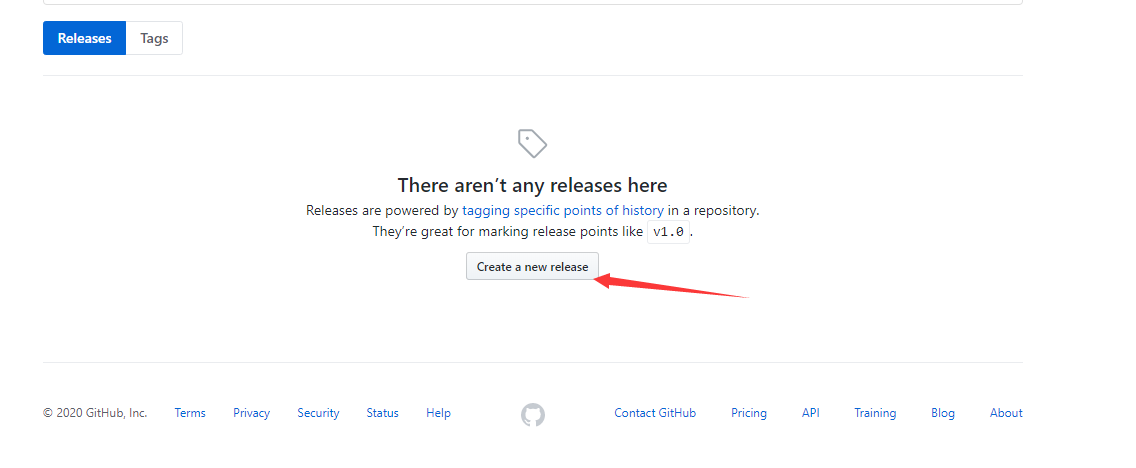 Releases Tags
There aren’t any releases here
Releases are powered by tagging specific points of history in a repository.
They’re great for marking release points like v1.0.
Create a new release
© 2020 GitHub, Inc. Terms Privacy Security Status Help Contact GitHub Pricing API Training Blog About